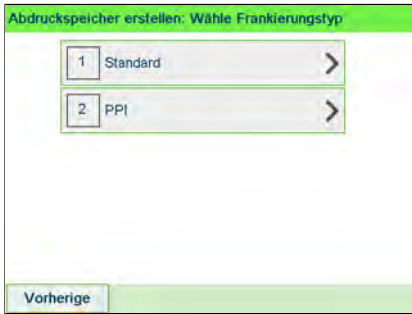 Abdruckspeicher erstellen: Wähle Frankierungstyp
1 Standard
2 PPI
Vorherige